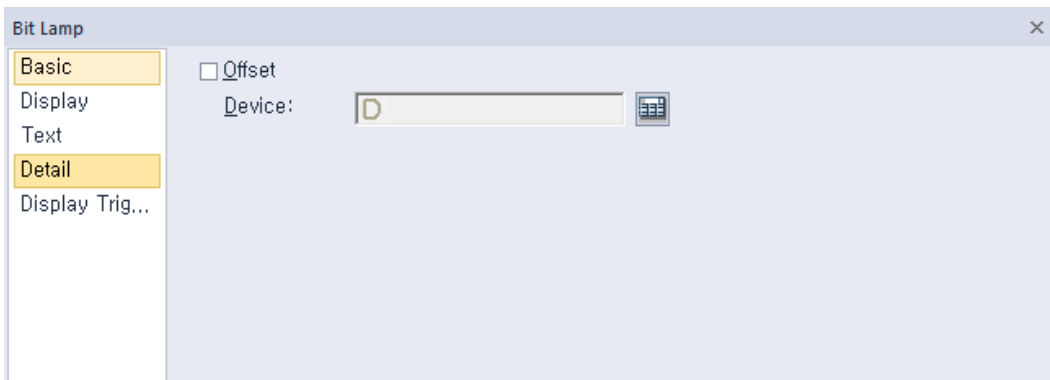 Bit Lamp
Basic
Display
Text
Detail
Display Trig...
Offset
Device:
D